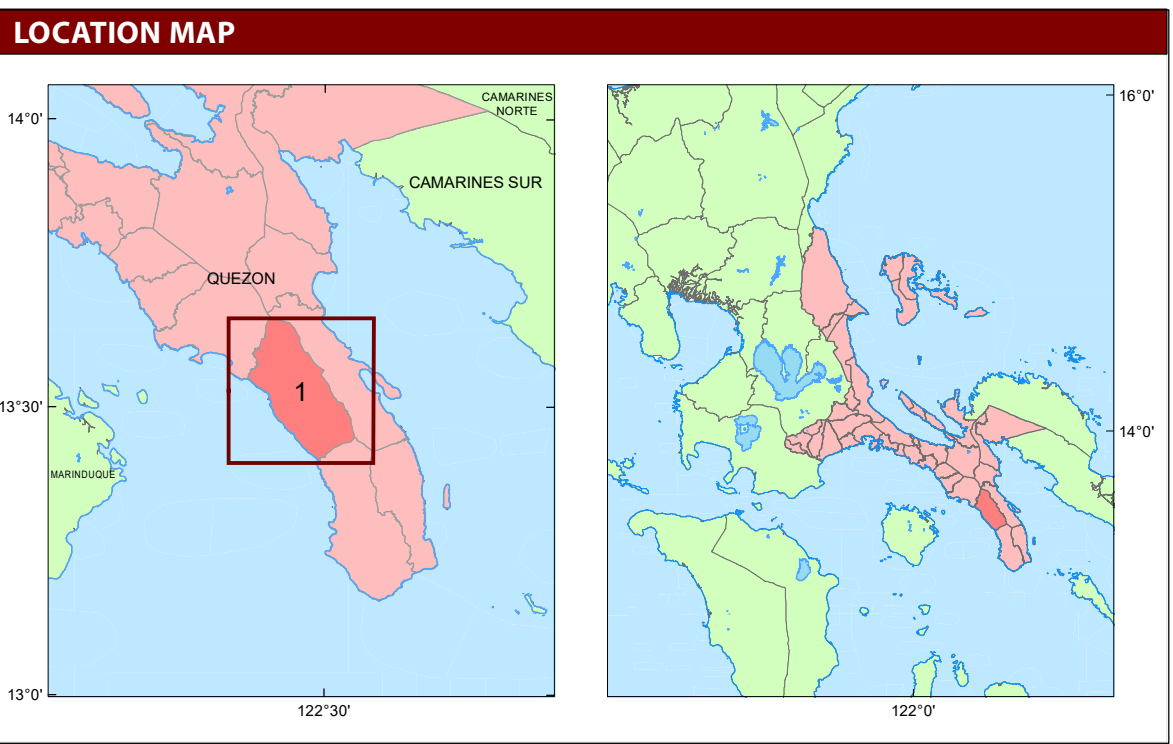 LOCATION MAP
CAMARINES
NORTE
14°0'
CAMARINES SUR
QUEZON
1
13°30'
MARINDUQUE
13°0'
122°30'
16°0'
14°0'
122°0'